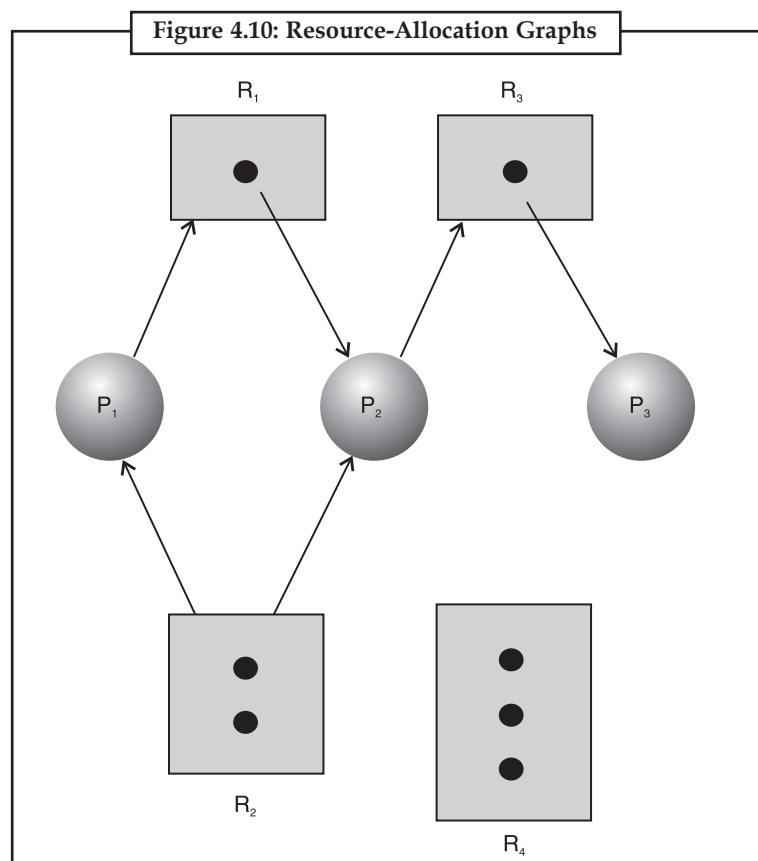 Figure 4.10: Resource-Allocation Graphs
R₁ R₃
P₁ P₂ P₃
R₂
R₄